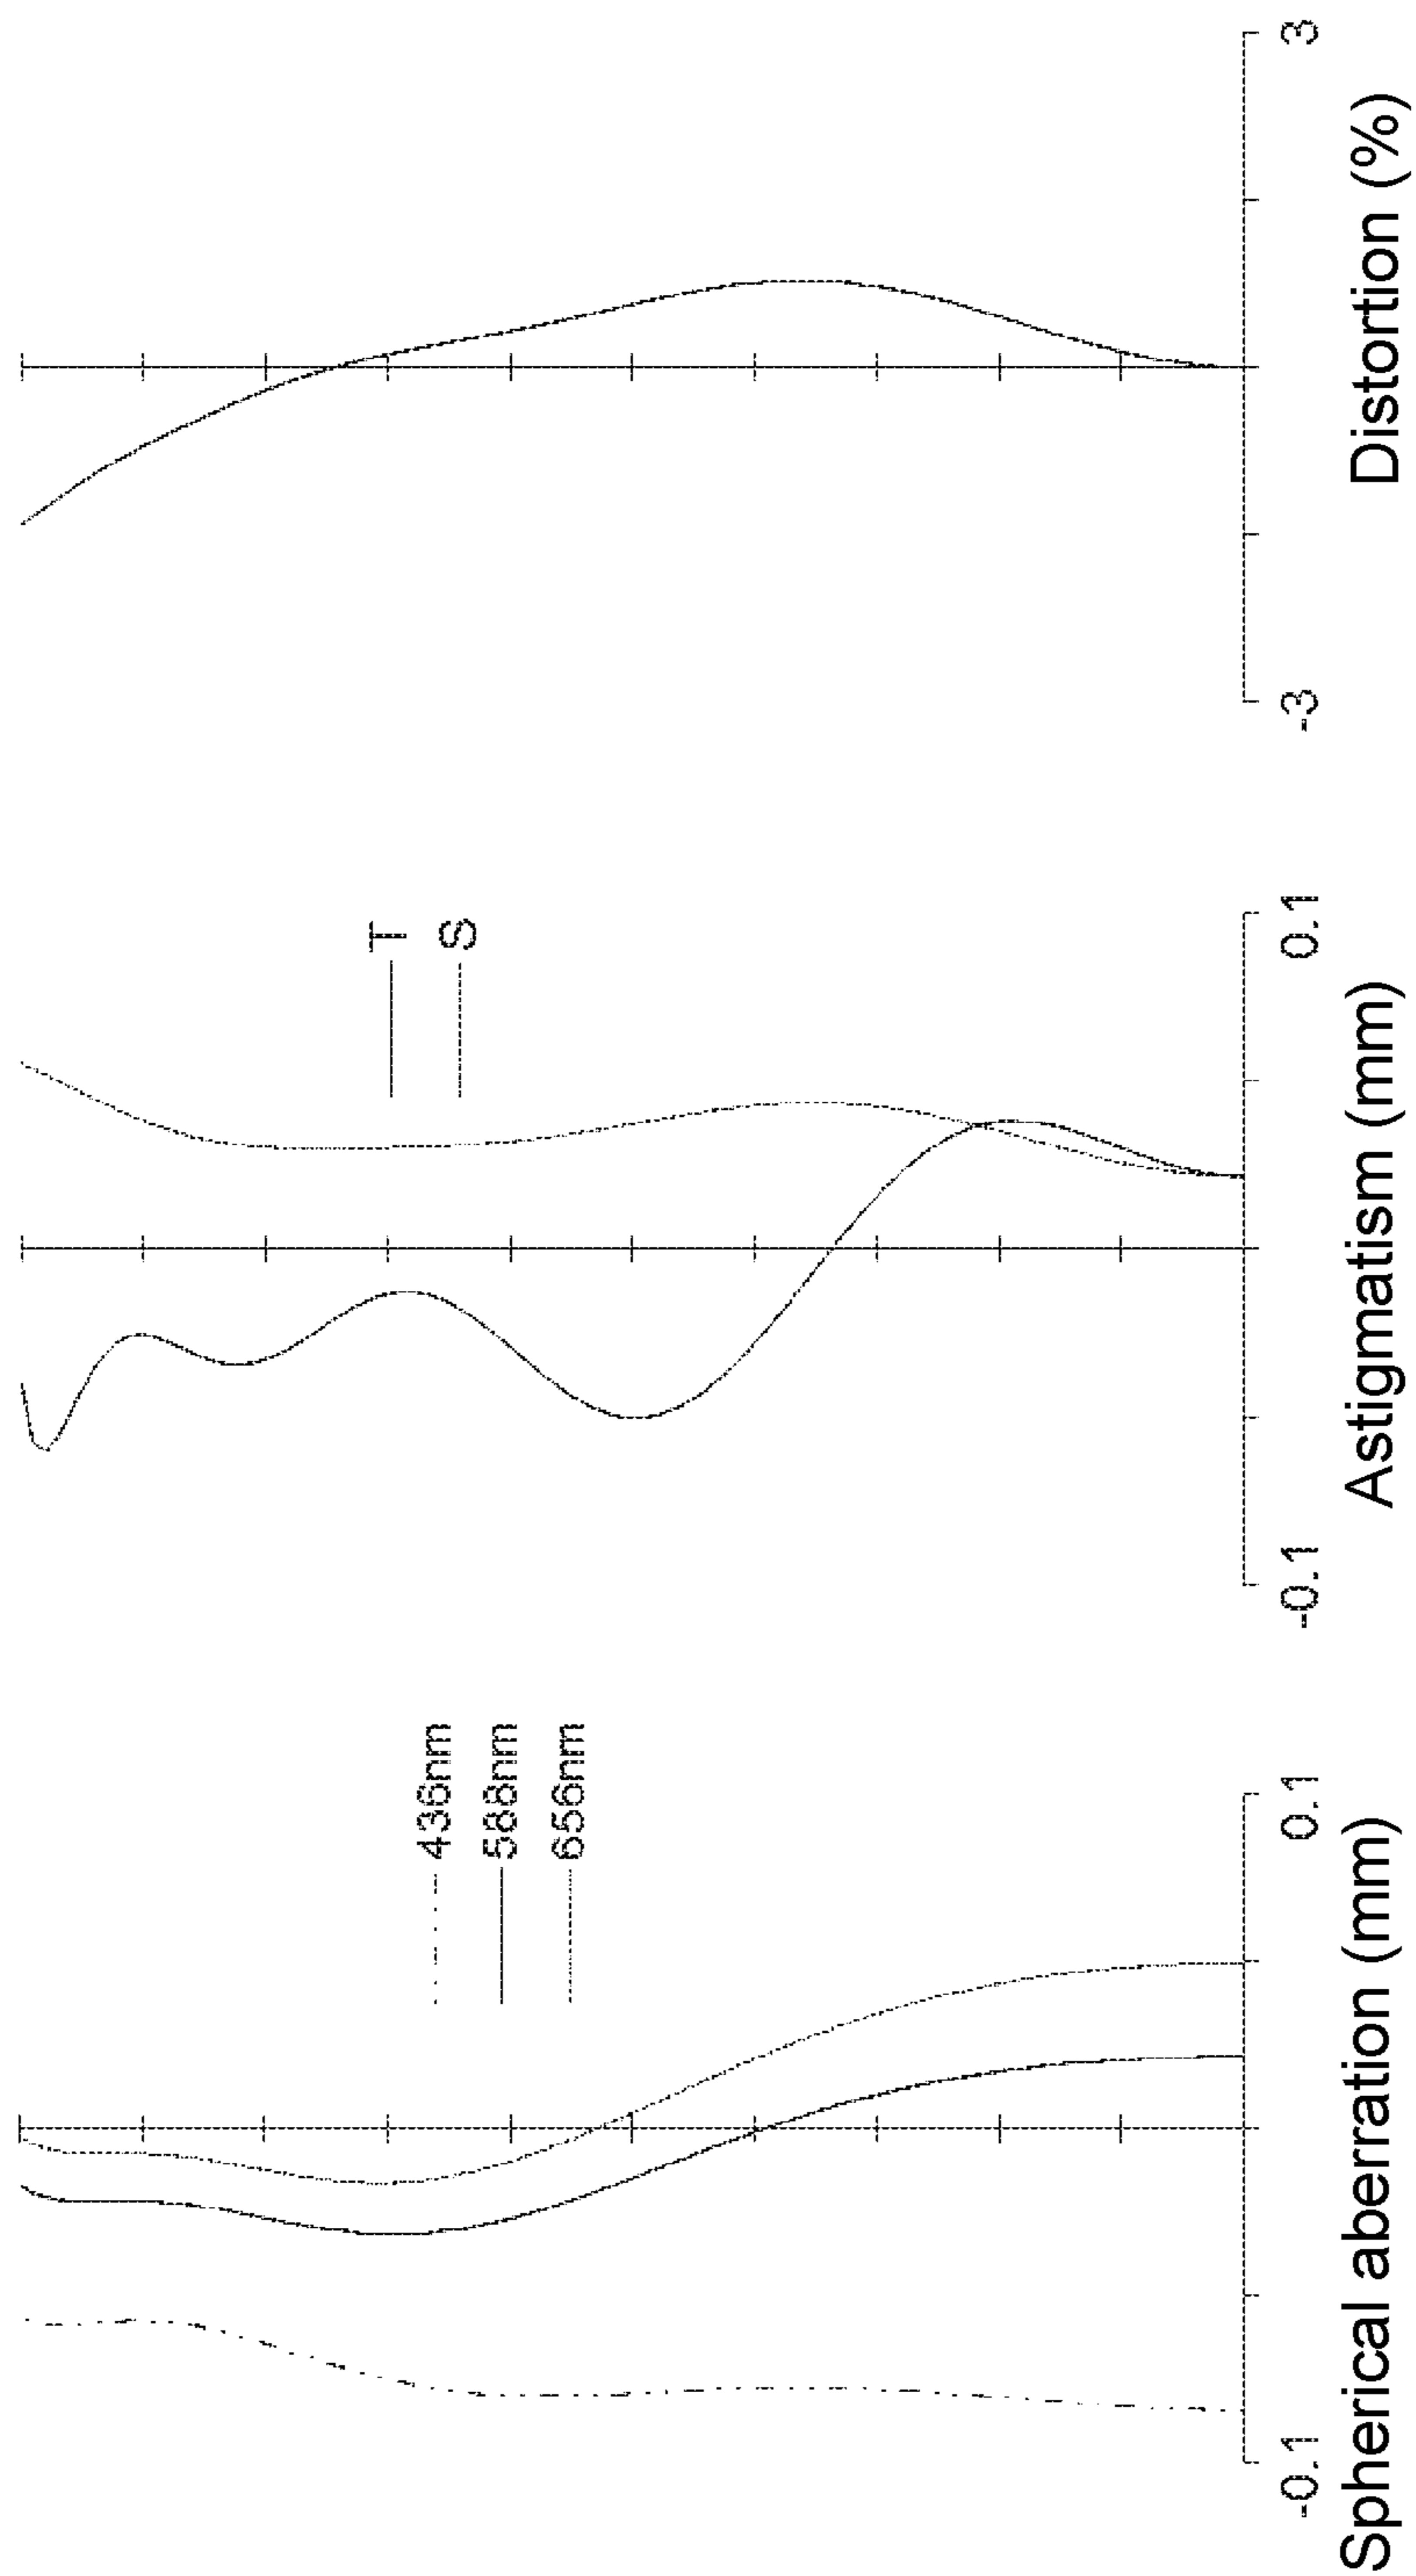 436nm
588nm
656nm
-0.1
0.1
Spherical aberration (mm)
T
S
-0.1
0.1
Astigmatism (mm)
-3
3
Distortion (%)